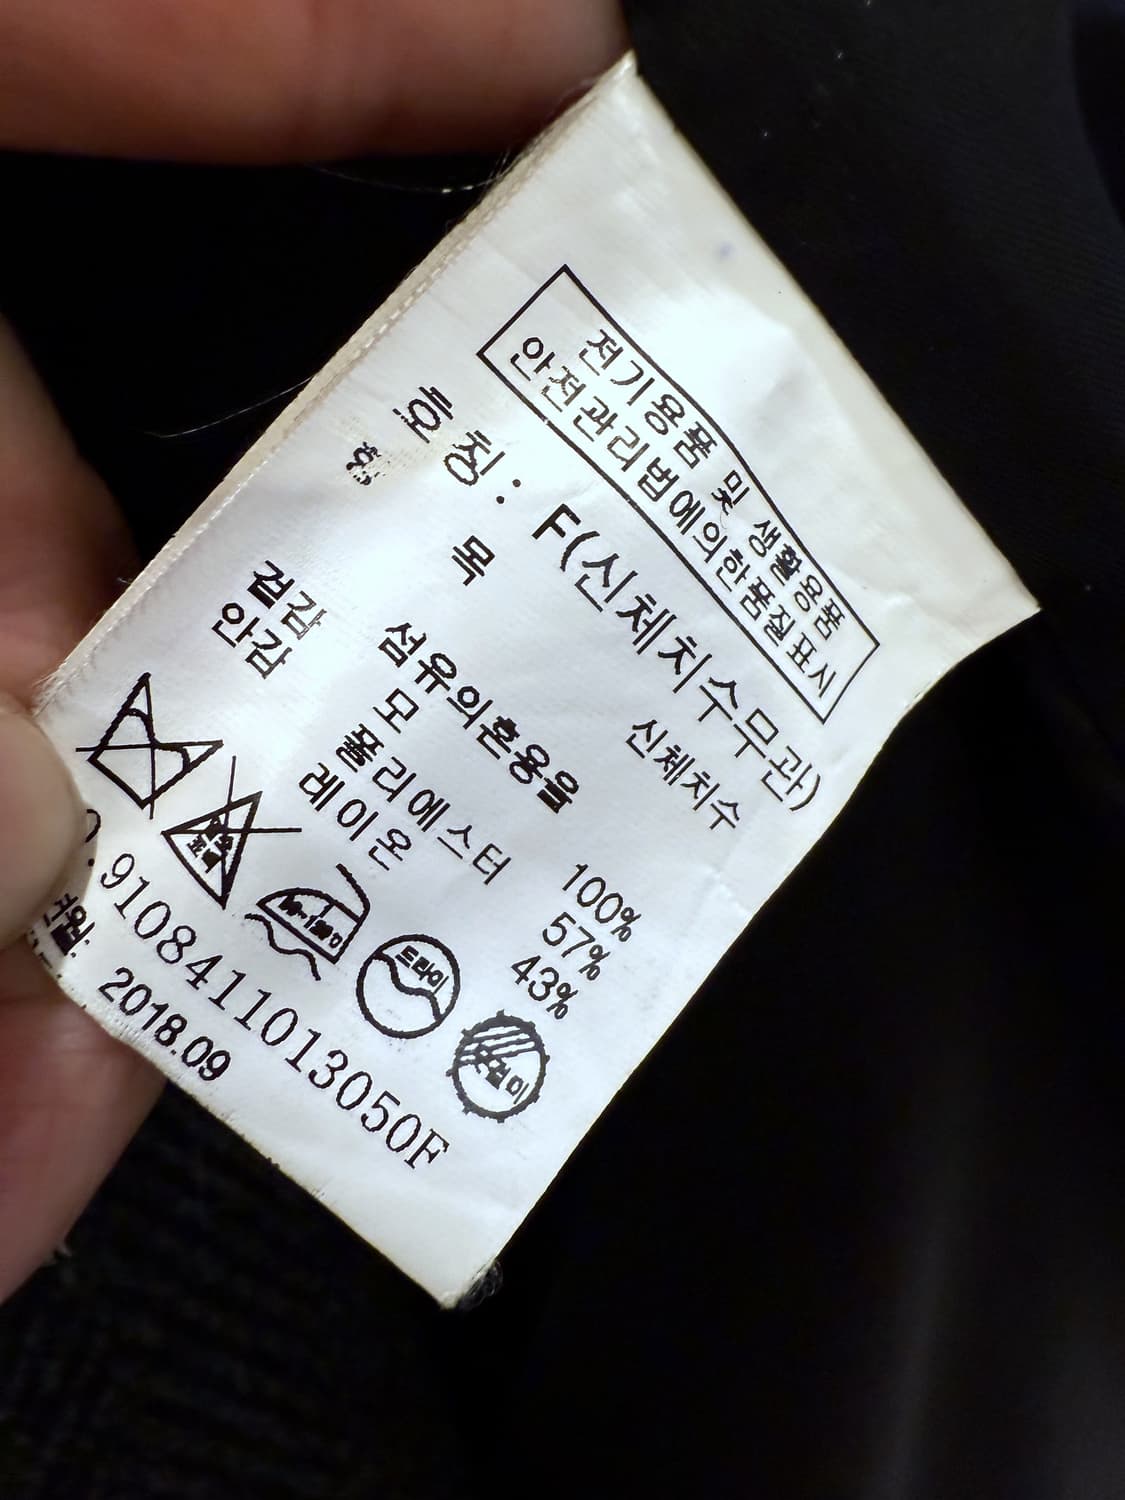 전기용품 및 생활용품
안전관리법에의한품질표시
호칭: F(신체치수무관)
목 신체치수
섬유의혼용율
겉감 모 100%
안감 폴리에스터 57%
레이온 43%
드라이
.9108411013050F
2018.09